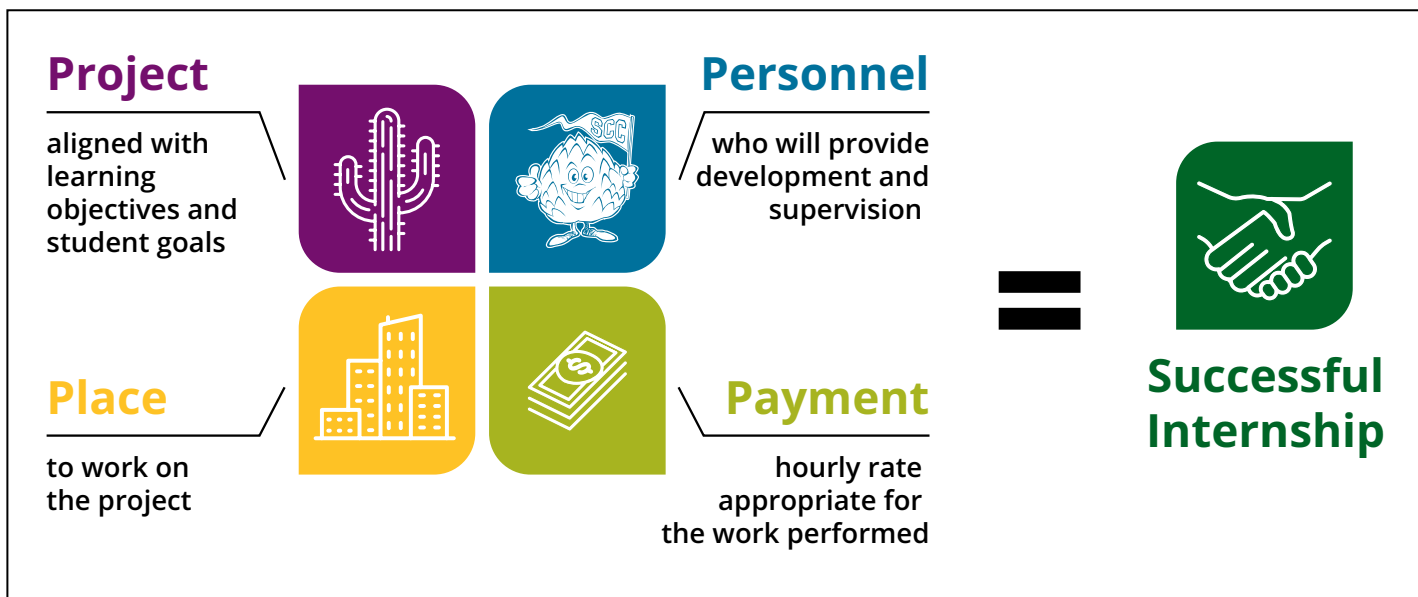 Project
aligned with
learning
objectives and
student goals
SCC
Personnel
who will provide
development and
supervision
Place
to work on
the project
$
Payment
hourly rate
appropriate for
the work performed
=
Successful
Internship